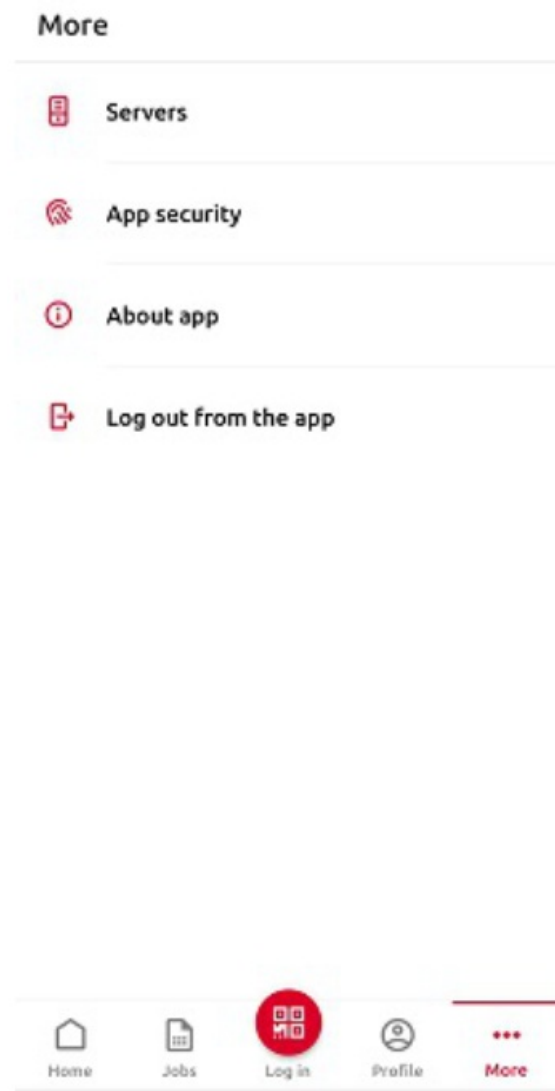 More
Servers
App security
About app
Log out from the app
Home
Jobs
Log in
Profile
More